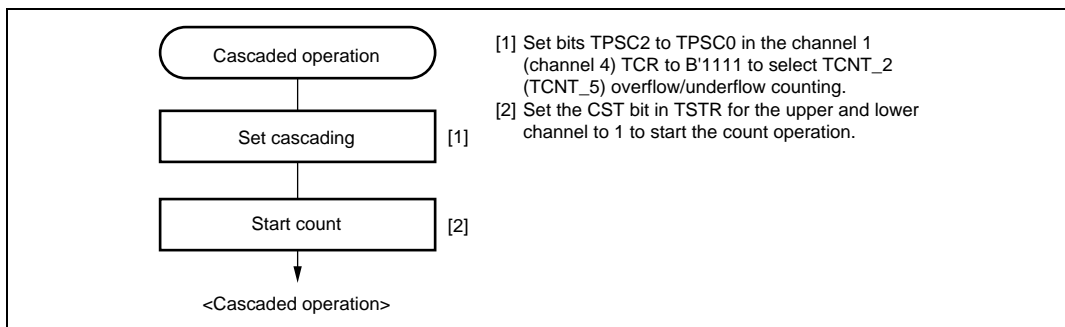 Cascaded operation
Set cascading
[1]
Start count
[2]
<Cascaded operation>
[1] Set bits TPSC2 to TPSC0 in the channel 1
(channel 4) TCR to B'1111 to select TCNT_2
(TCNT_5) overflow/underflow counting.
[2] Set the CST bit in TSTR for the upper and lower
channel to 1 to start the count operation.